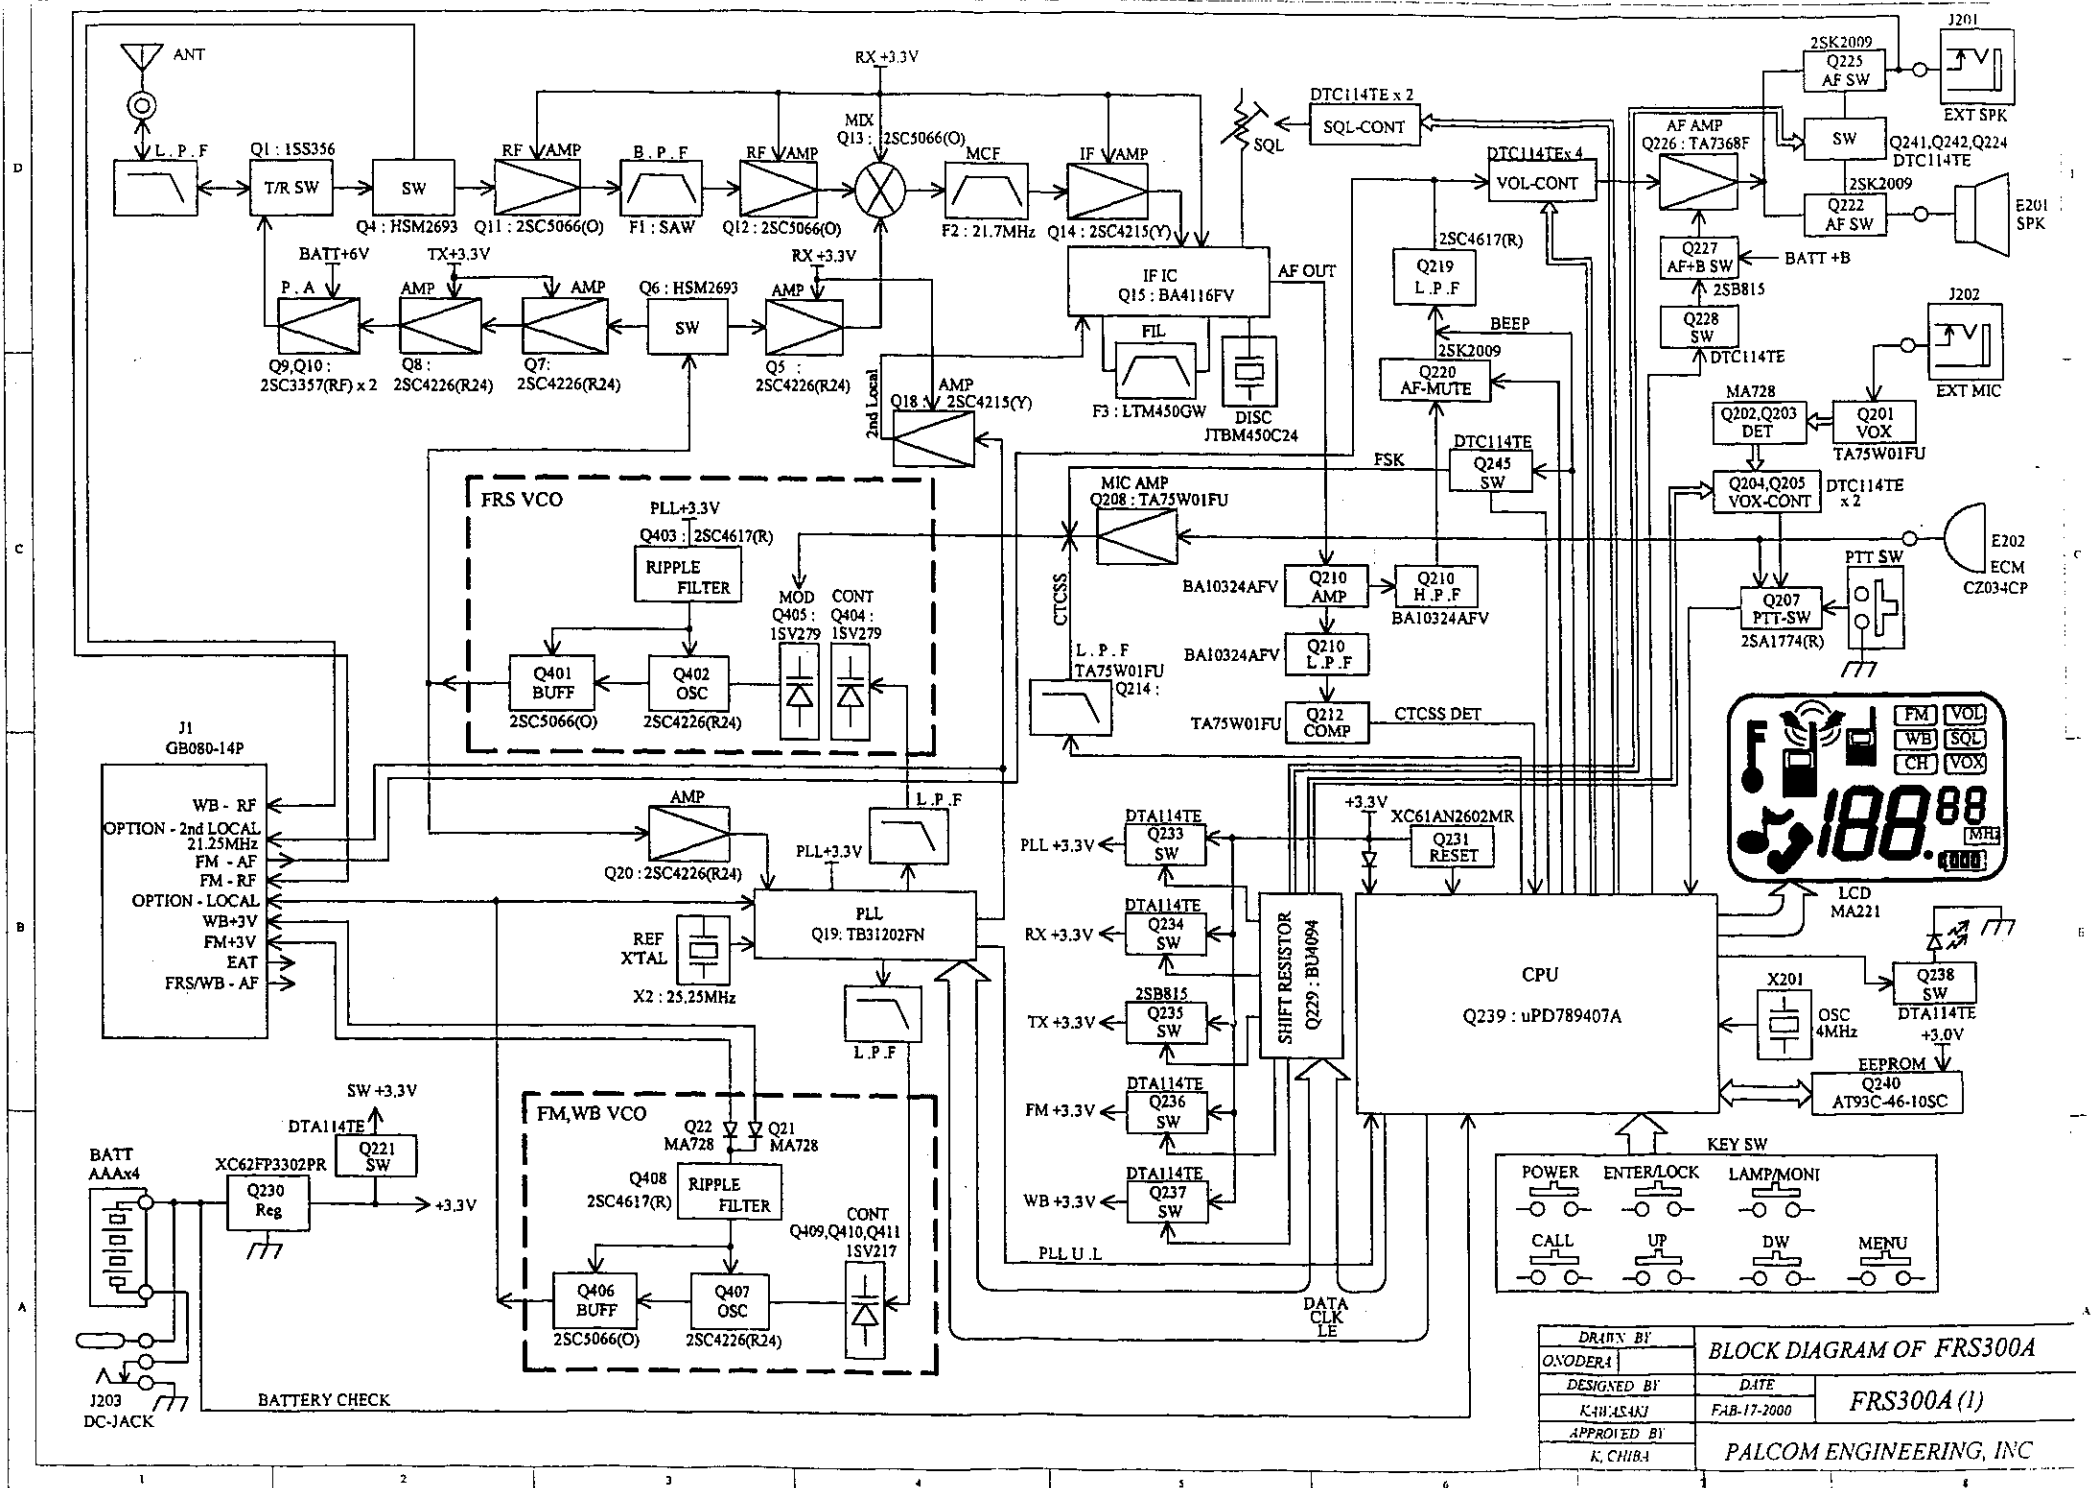 J201
2SK2009
Q225
AF SW
EXT SPK
ANT
RX +3.3V
DTC114TE x 2
SQL-CONT
SQL
MIX
Q13 : 2SC5066(O)
AF AMP
Q226 : TA7368F
SW
Q241,Q242,Q224
DTC114TE
D
L.P.F
Q1 : 1SS356
T/R SW
SW
Q4 : HSM2693
RF AMP
Q11 : 2SC5066(O)
B.P.F
F1 : SAW
RF AMP
Q12 : 2SC5066(O)
MCF
F2 : 21.7MHz
IF AMP
Q14 : 2SC4215(Y)
DTC114TEx 4
VOL-CONT
2SK2009
Q222
AF SW
E201
SPK
2SC4617(R)
Q219
L.P.F
Q227
AF+B SW
BATT +B
2SB815
BATT+6V
TX+3.3V
RX +3.3V
P.A
AMP
AMP
Q6 : HSM2693
SW
AMP
IF IC
Q15 : BA4116FV
AF OUT
J202
EXT MIC
Q228
SW
DTC114TE
BEEP
Q9,Q10 :
2SC3357(RF) x 2
Q8 :
2SC4226(R24)
Q7:
2SC4226(R24)
Q5 :
2SC4226(R24)
2nd Local
AMP
Q18 : 2SC4215(Y)
FIL
F3 : LTM450GW
DISC
JTBM450C24
2SK2009
Q220
AF-MUTE
MA728
Q202,Q203
DET
Q201
VOX
TA75W01FU
DTC114TE
Q245
SW
FSK
Q204,Q205
VOX-CONT
DTC114TE
x 2
FRS VCO
PLL+3.3V
Q403 : 2SC4617(R)
RIPPLE
FILTER
MIC AMP
Q208 : TA75W01FU
C
E202
ECM
CZ034CP
PTT SW
Q207
PTT-SW
2SA1774(R)
CTCSS
BA10324AFV
Q210
AMP
Q210
H.P.F
BA10324AFV
MOD
Q405 :
1SV279
CONT
Q404 :
1SV279
Q401
BUFF
2SC5066(O)
Q402
OSC
2SC4226(R24)
L.P.F
TA75W01FU
Q214 :
BA10324AFV
Q210
L.P.F
TA75W01FU
Q212
COMP
CTCSS DET
FM
VOL
WB
SQL
CH
VOX
188.88
MHz
LCD
MA221
J1
GB080-14P
WB - RF
OPTION - 2nd LOCAL
21.25MHz
FM - AF
FM - RF
OPTION - LOCAL
WB+3V
FM+3V
EAT
FRS/WB - AF
AMP
Q20 : 2SC4226(R24)
L.P.F
PLL+3.3V
PLL
Q19: TB31202FN
REF
X'TAL
X2 : 25.25MHz
L.P.F
+3.3V
XC61AN2602MR
Q231
RESET
DTA114TE
Q233
SW
PLL +3.3V
B
DTA114TE
Q234
SW
RX +3.3V
2SB815
Q235
SW
TX +3.3V
DTA114TE
Q236
SW
FM +3.3V
DTA114TE
Q237
SW
WB +3.3V
SHIFT RESISTOR
Q229 : BU4094
CPU
Q239 : uPD789407A
X201
OSC
4MHz
Q238
SW
DTA114TE
+3.0V
EEPROM
Q240
AT93C-46-10SC
SW +3.3V
DTA114TE
Q221
SW
BATT
AAAx4
XC62FP3302PR
Q230
Reg
+3.3V
FM,WB VCO
Q22
MA728
Q21
MA728
Q408
2SC4617(R)
RIPPLE
FILTER
CONT
Q409,Q410,Q411
1SV217
Q406
BUFF
2SC5066(O)
Q407
OSC
2SC4226(R24)
PLL U.L
DATA
CLK
LE
KEY SW
POWER
ENTER/LOCK
LAMP/MONI
CALL
UP
DW
MENU
A
J203
DC-JACK
BATTERY CHECK
DRAWN BY
ONODERA
BLOCK DIAGRAM OF FRS300A
DESIGNED BY
KAWASAKI
DATE
FAB-17-2000
FRS300A (1)
APPROVED BY
K, CHIBA
PALCOM ENGINEERING, INC
1
2
3
4
5
6
7
8